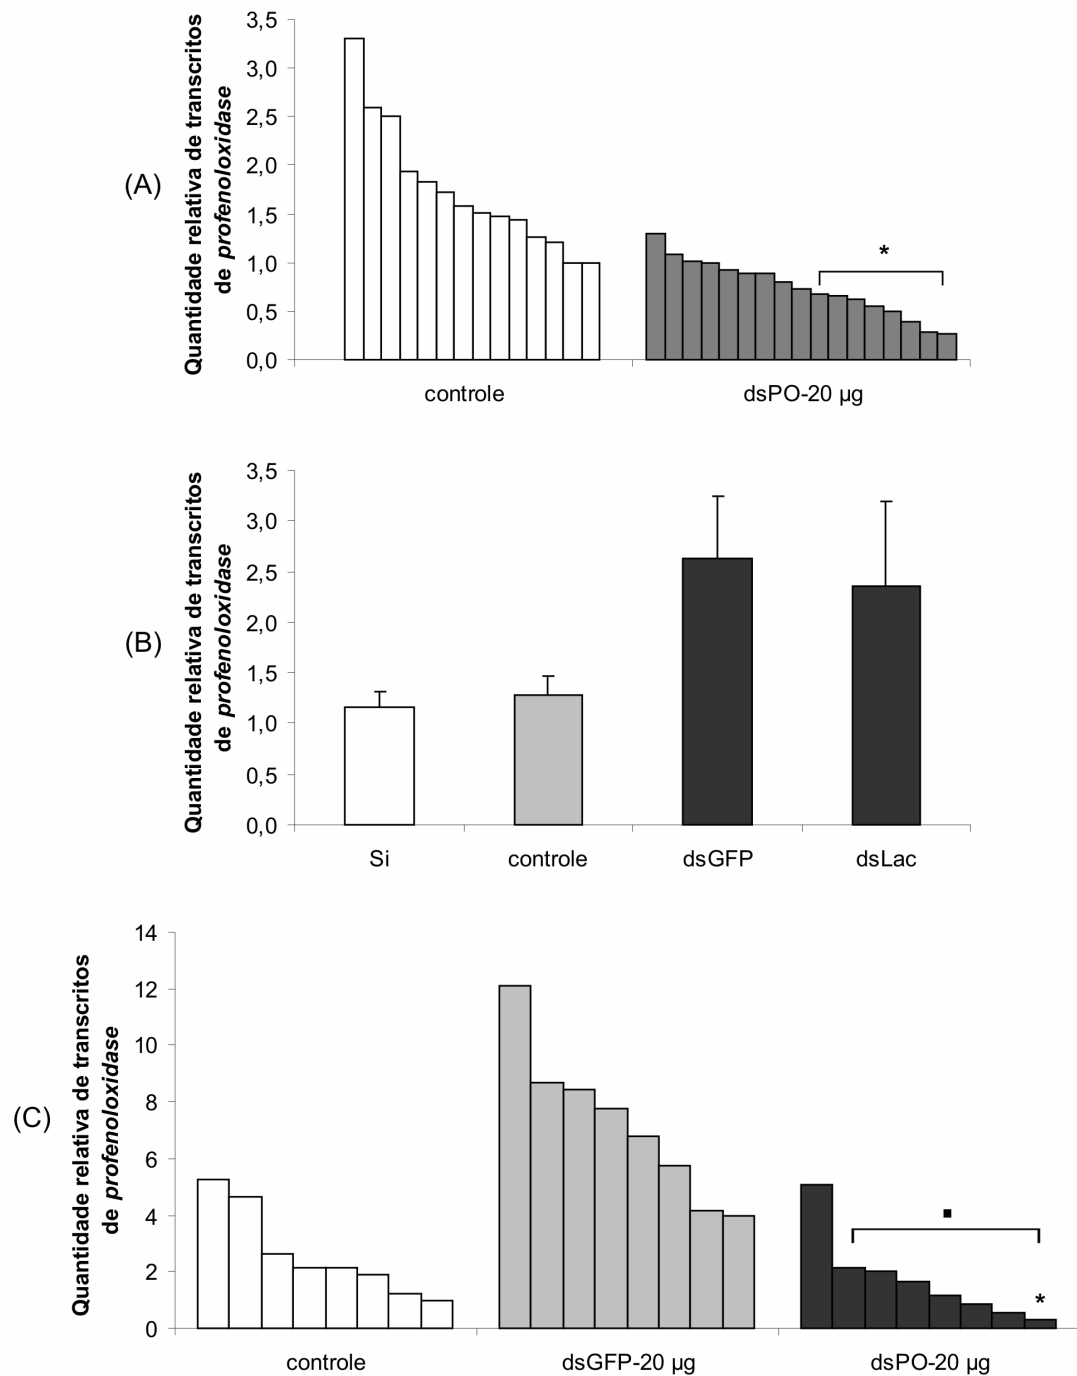 (A)
Quantidade relativa de transcritos
de profenoloxidase
3,5
3,0
2,5
2,0
1,5
1,0
0,5
0,0
*
controle
dsPO-20 µg
(B)
Quantidade relativa de transcritos
de profenoloxidase
3,5
3,0
2,5
2,0
1,5
1,0
0,5
0,0
Si
controle
dsGFP
dsLac
(C)
Quantidade relativa de transcritos
de profenoloxidase
14
12
10
8
6
4
2
0
▪
*
controle
dsGFP-20 µg
dsPO-20 µg